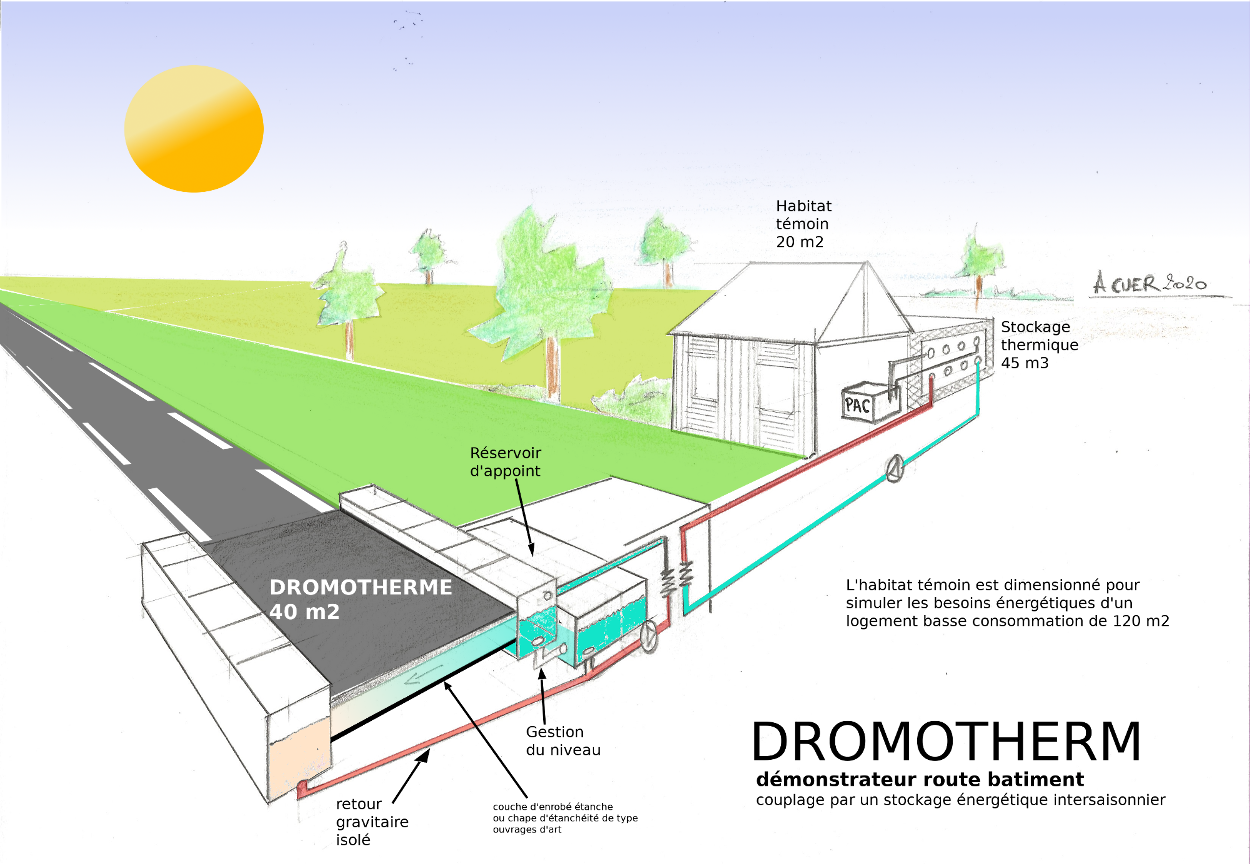 Habitat
témoin
20 m2
A CUER 2020
Stockage
thermique
45 m3
PAC
Réservoir
d'appoint
DROMOTHERME
40 m2
L'habitat témoin est dimensionné pour
simuler les besoins énergétiques d'un
logement basse consommation de 120 m2
Gestion
du niveau
DROMOTHERM
démonstrateur route batiment
couplage par un stockage énergétique intersaisonnier
retour
gravitaire
isolé
couche d'enrobé étanche
ou chape d'étanchéité de type
ouvrages d'art